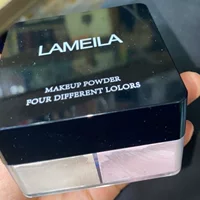 LAMEILA
MAKEUP POWDER
FOUR DIFFERENT LOLORS